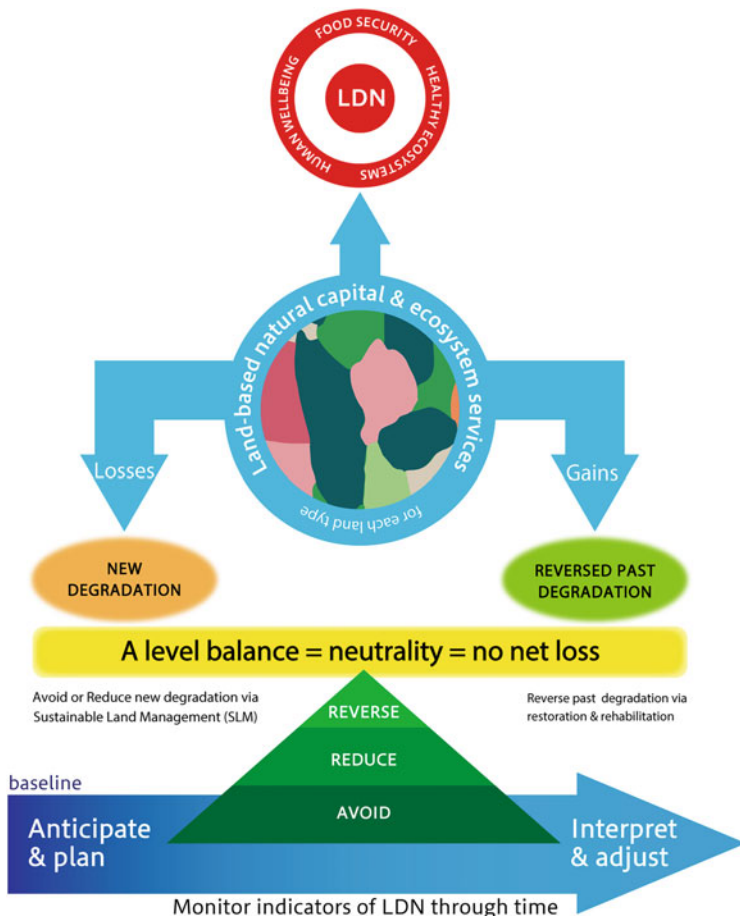 FOOD SECURITY
HUMAN WELLBEING
HEALTHY ECOSYSTEMS
LDN
Land-based natural capital & ecosystem services
for each land type
Losses
Gains
NEW
DEGRADATION
REVERSED PAST
DEGRADATION
A level balance = neutrality = no net loss
Avoid or Reduce new degradation via
Sustainable Land Management (SLM)
Reverse past degradation via
restoration & rehabilitation
REVERSE
REDUCE
AVOID
baseline
Anticipate
& plan
Interpret
& adjust
Monitor indicators of LDN through time